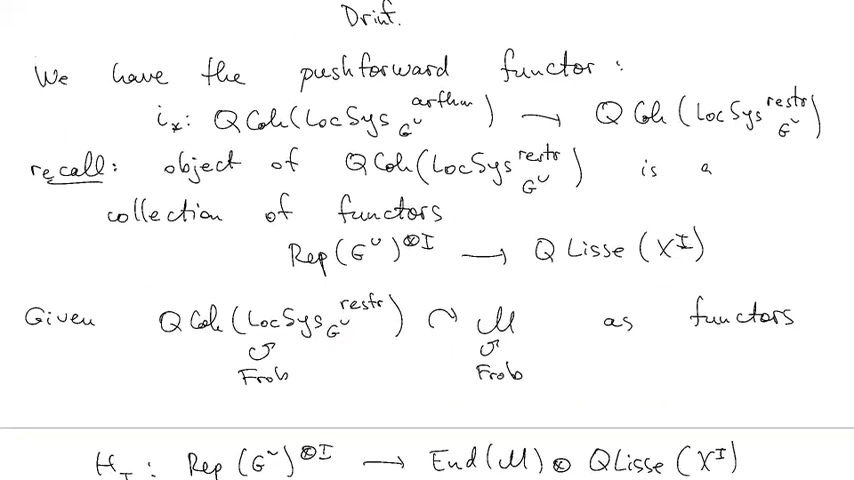 Drinf.
We have the pushforward functor :
i_*: QCoh(LocSys_{G^∨}^{arthm}) → QCoh(LocSys_{G^∨}^{restr})
recall: object of QCoh(LocSys_{G^∨}^{restr}) is a
collection of functors
Rep(G^∨)^{⊗I} → QLisse(X^I)
Given QCoh(LocSys_{G^∨}^{restr}) ↷ M as functors
↺ ↺
Frob Frob
H_I : Rep(G^∨)^{⊗I} → End(M) ⊗ QLisse(X^I)